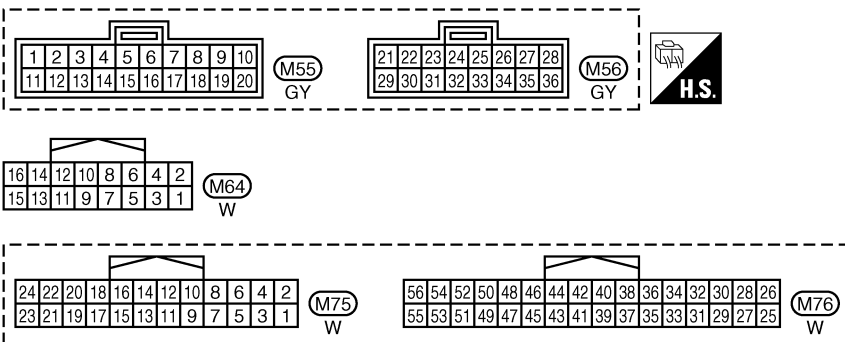 1 2 3 4 5 6 7 8 9 10
11 12 13 14 15 16 17 18 19 20
M55
GY
21 22 23 24 25 26 27 28
29 30 31 32 33 34 35 36
M56
GY
H.S.
16 14 12 10 8 6 4 2
15 13 11 9 7 5 3 1
M64
W
24 22 20 18 16 14 12 10 8 6 4 2
23 21 19 17 15 13 11 9 7 5 3 1
M75
W
56 54 52 50 48 46 44 42 40 38 36 34 32 30 28 26
55 53 51 49 47 45 43 41 39 37 35 33 31 29 27 25
M76
W